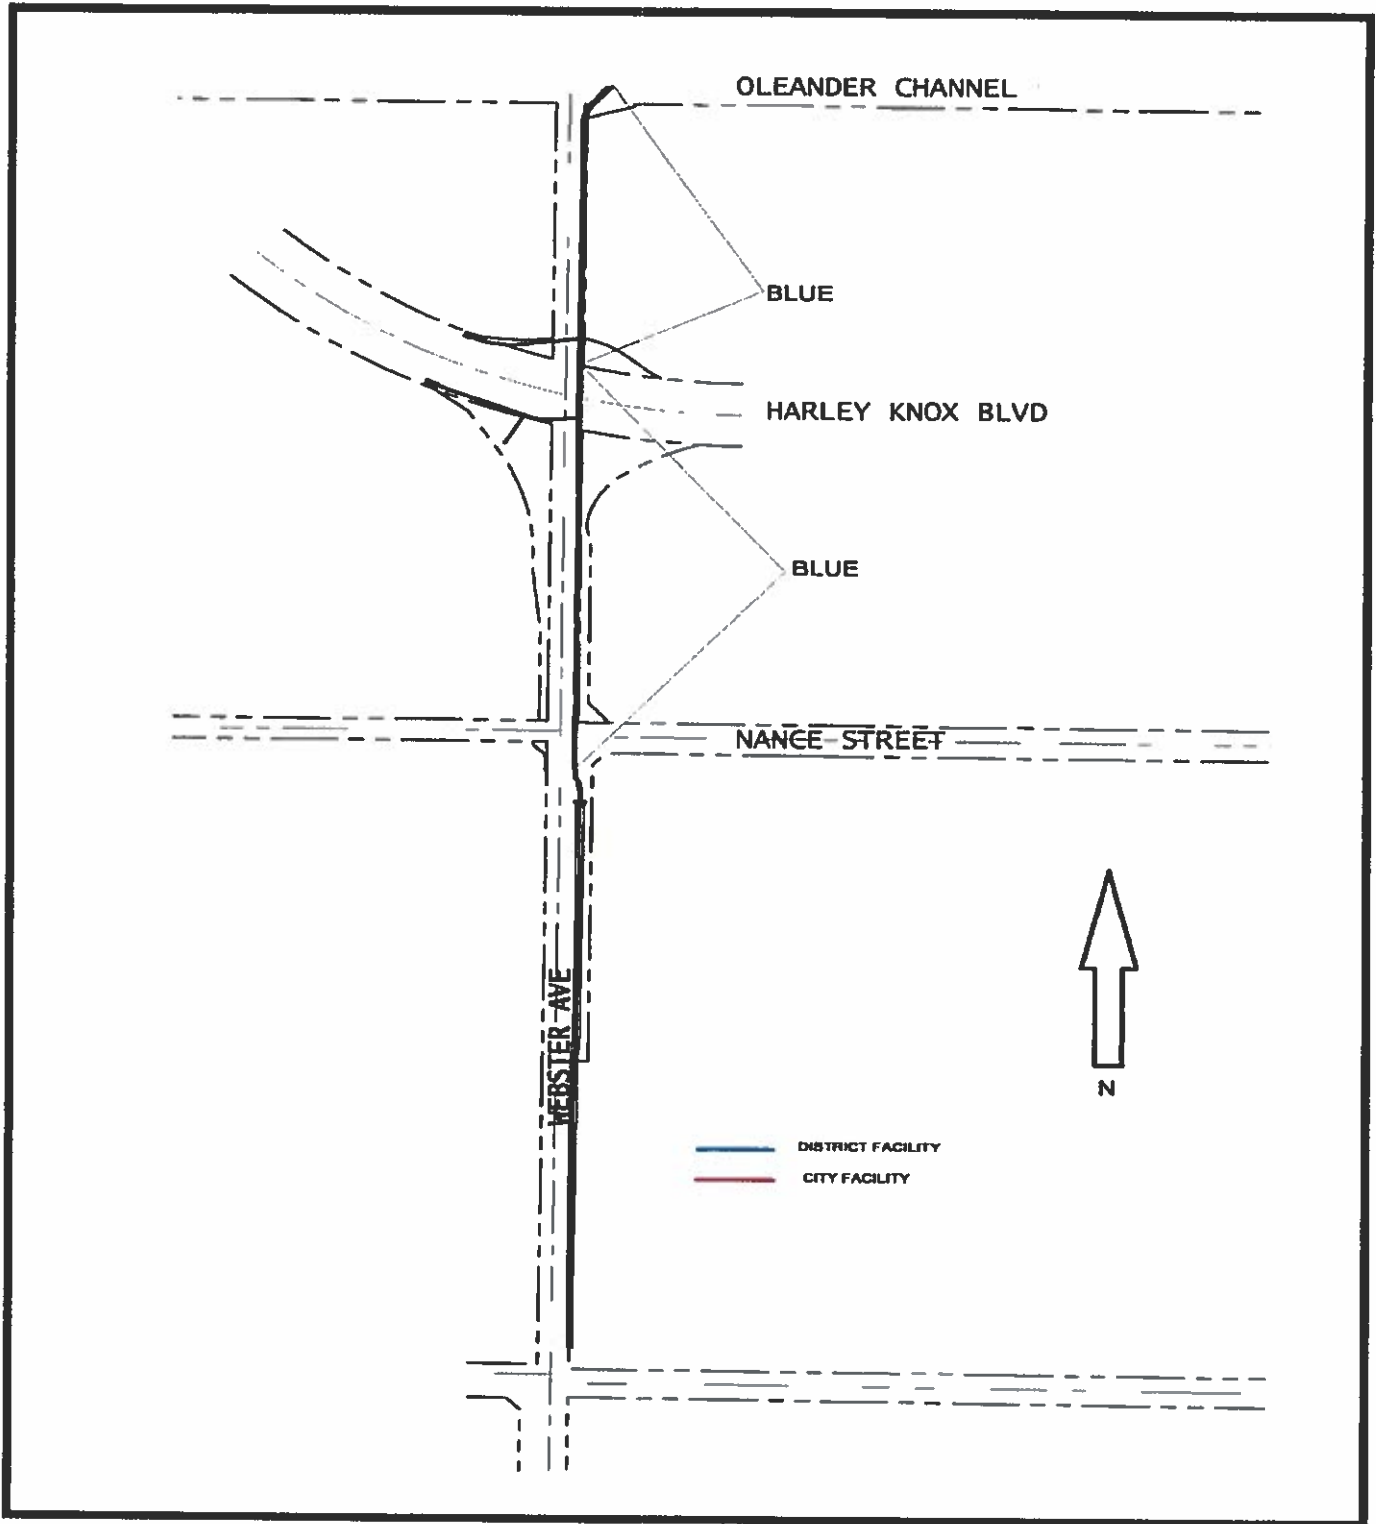 OLEANDER CHANNEL
BLUE
HARLEY KNOX BLVD
BLUE
NANCE STREET
WEBSTER AVE
N
DISTRICT FACILITY
CITY FACILITY